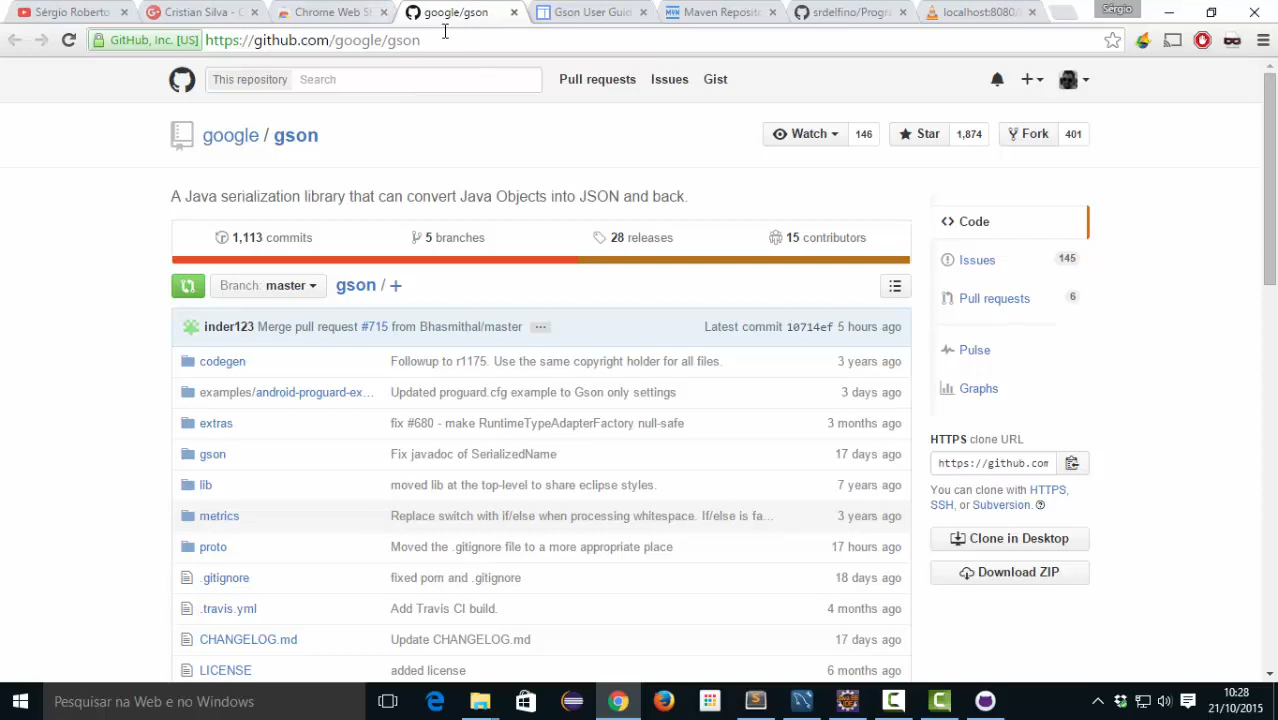 Sérgio Roberto
Cristian Silva - C
Chrome Web S
google/gson
Gson User Guid
Maven Reposito
srdelfino/Progra
localhost:8080/
Sérgio
GitHub, Inc. [US]
https://github.com/google/gson
This repository
Search
Pull requests
Issues
Gist
google / gson
Watch
146
Star
1,874
Fork
401
A Java serialization library that can convert Java Objects into JSON and back.
1,113 commits
5 branches
28 releases
15 contributors
Branch: master
gson / +
inder123 Merge pull request #715 from Bhasmithal/master
Latest commit 10714ef 5 hours ago
codegen
Followup to r1175. Use the same copyright holder for all files.
3 years ago
examples/android-proguard-ex…
Updated proguard.cfg example to Gson only settings
3 days ago
extras
fix #680 - make RuntimeTypeAdapterFactory null-safe
3 months ago
gson
Fix javadoc of SerializedName
17 days ago
lib
moved lib at the top-level to share eclipse styles.
7 years ago
metrics
Replace switch with if/else when processing whitespace. If/else is fa…
3 years ago
proto
Moved the .gitignore file to a more appropriate place
17 hours ago
.gitignore
fixed pom and .gitignore
18 days ago
.travis.yml
Add Travis CI build.
4 months ago
CHANGELOG.md
Update CHANGELOG.md
17 days ago
LICENSE
added license
6 months ago
Code
Issues
145
Pull requests
6
Pulse
Graphs
HTTPS clone URL
https://github.com
You can clone with HTTPS,
SSH, or Subversion.
Clone in Desktop
Download ZIP
Pesquisar na Web e no Windows
10:28
21/10/2015